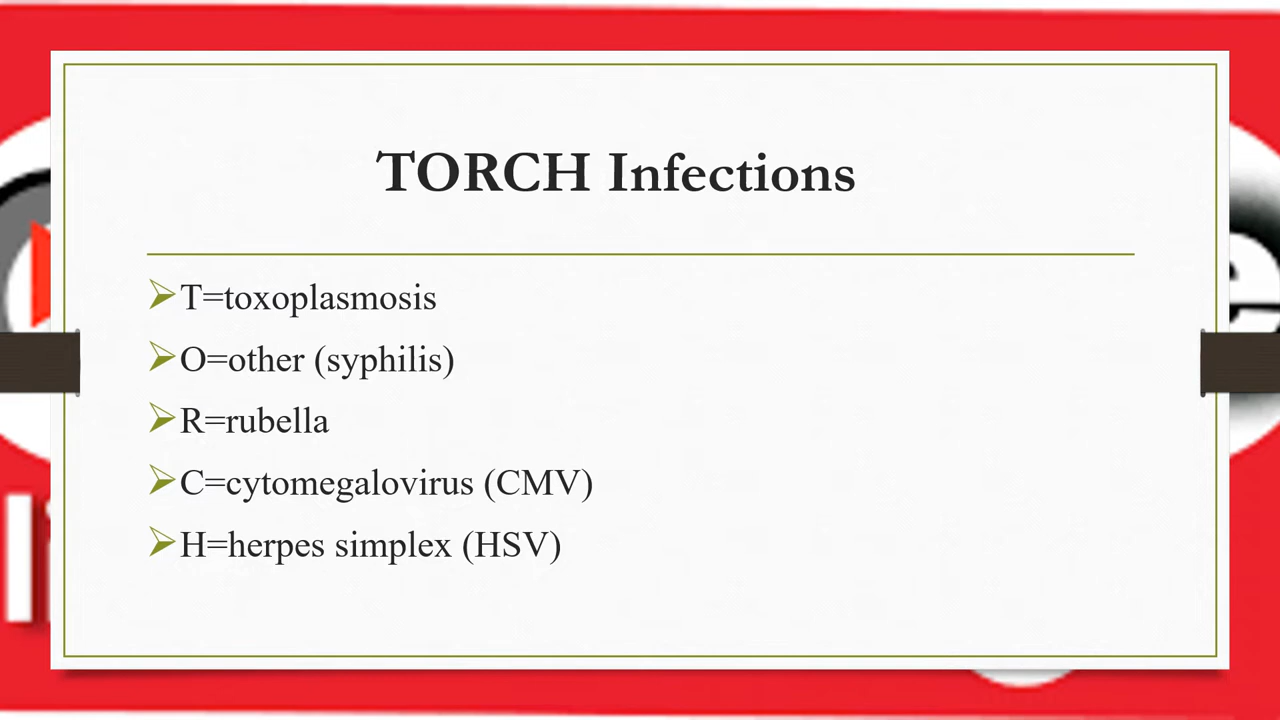 TORCH Infections
T=toxoplasmosis
O=other (syphilis)
R=rubella
C=cytomegalovirus (CMV)
H=herpes simplex (HSV)